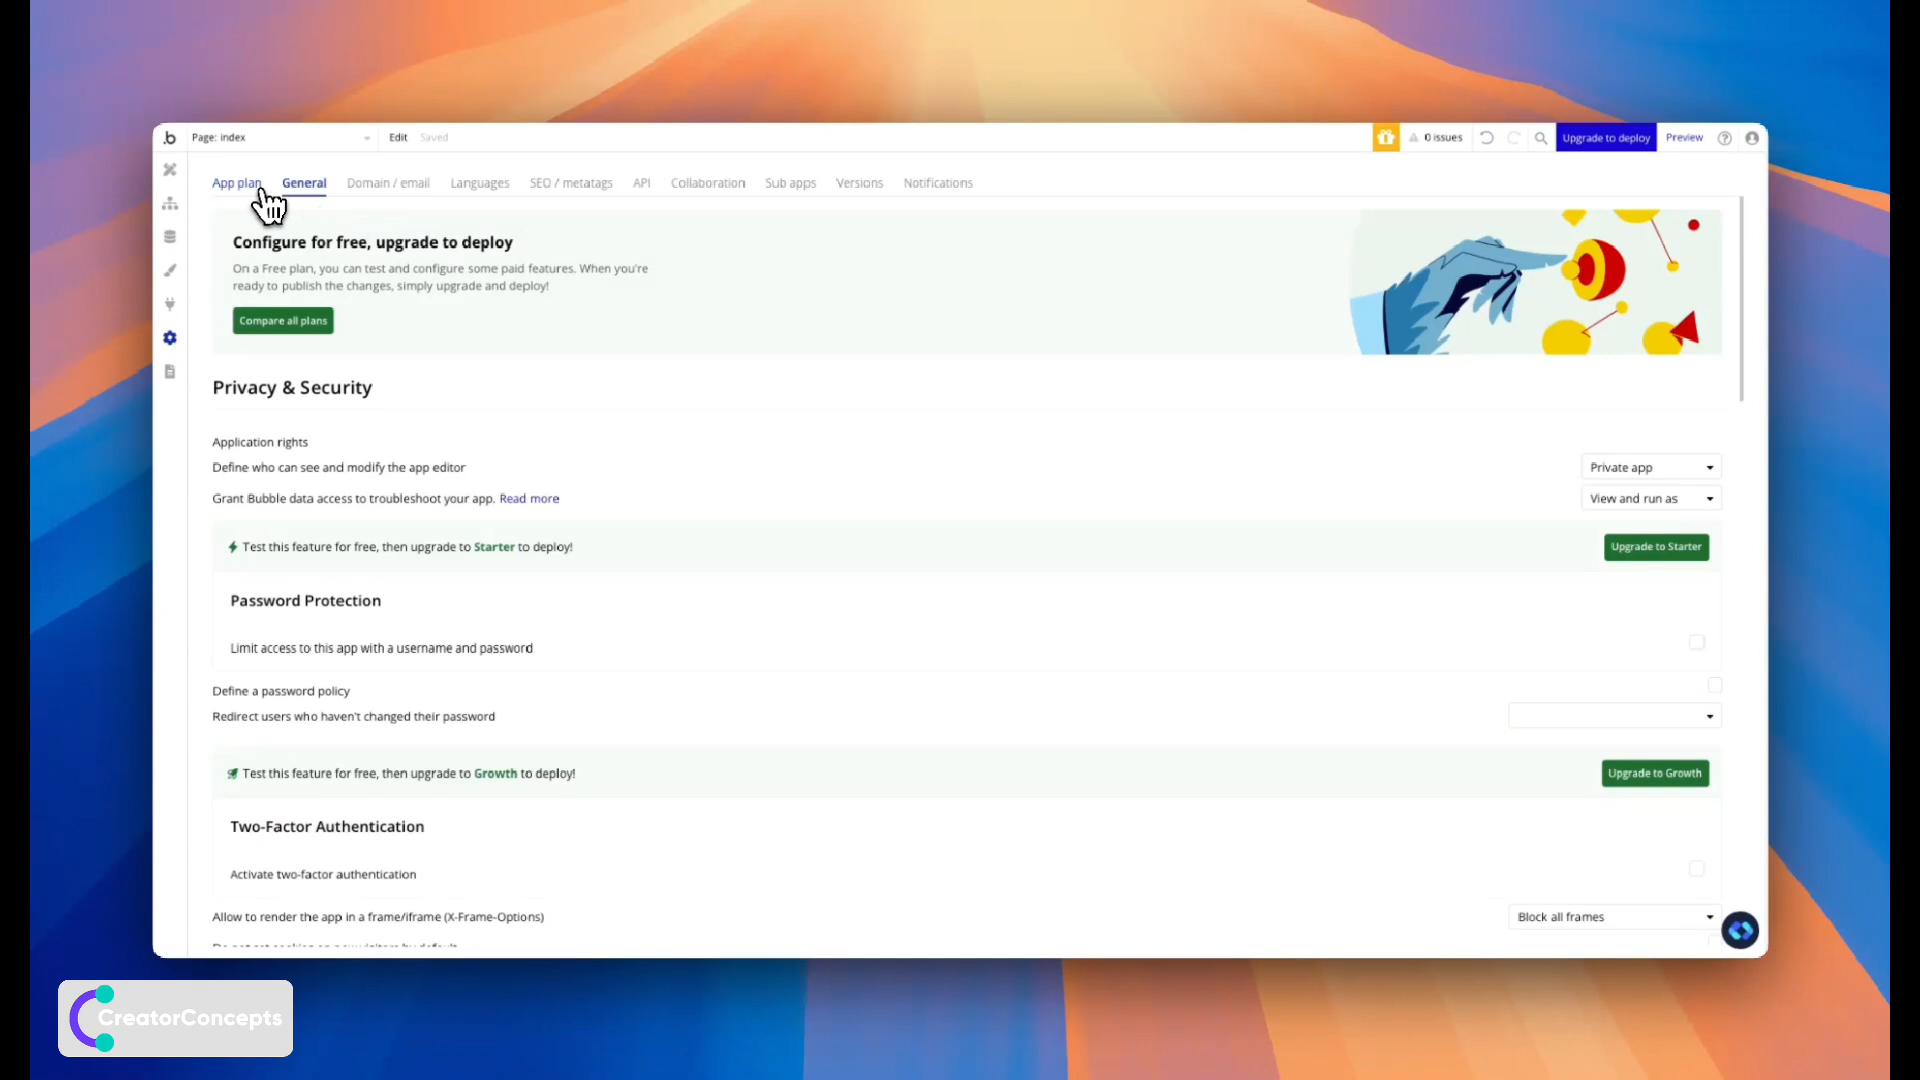 .b Page: index Edit Saved 0 issues Upgrade to deploy Preview ?
App plan General Domain / email Languages SEO / metatags API Collaboration Sub apps Versions Notifications
Configure for free, upgrade to deploy
On a Free plan, you can test and configure some paid features. When you're
ready to publish the changes, simply upgrade and deploy!
Compare all plans
Privacy & Security
Application rights
Define who can see and modify the app editor Private app
Grant Bubble data access to troubleshoot your app. Read more View and run as
Test this feature for free, then upgrade to Starter to deploy! Upgrade to Starter
Password Protection
Limit access to this app with a username and password
Define a password policy
Redirect users who haven't changed their password
Test this feature for free, then upgrade to Growth to deploy! Upgrade to Growth
Two-Factor Authentication
Activate two-factor authentication
Allow to render the app in a frame/iframe (X-Frame-Options) Block all frames
CreatorConcepts